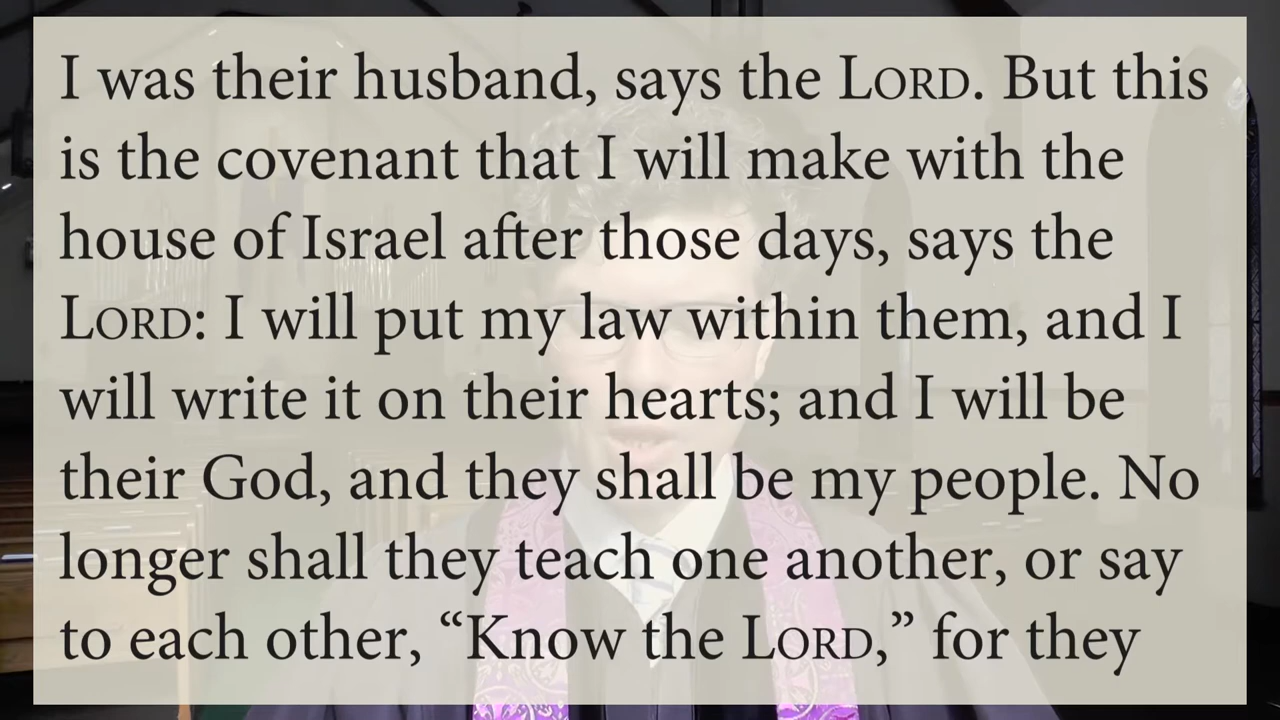 I was their husband, says the LORD. But this
is the covenant that I will make with the
house of Israel after those days, says the
LORD: I will put my law within them, and I
will write it on their hearts; and I will be
their God, and they shall be my people. No
longer shall they teach one another, or say
to each other, “Know the LORD,” for they